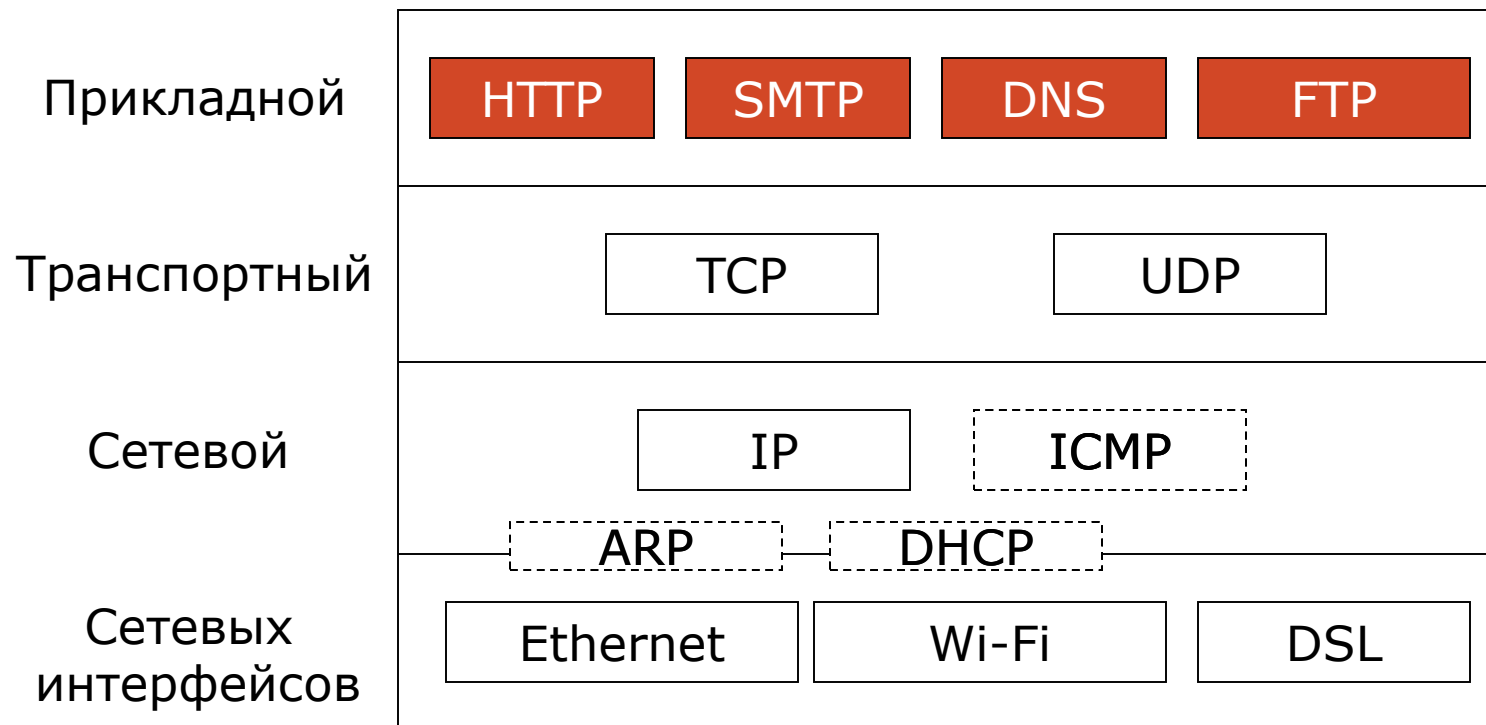 Прикладной
HTTP SMTP DNS FTP
Транспортный
TCP UDP
Сетевой
IP ICMP
ARP DHCP
Сетевых
интерфейсов
Ethernet Wi-Fi DSL